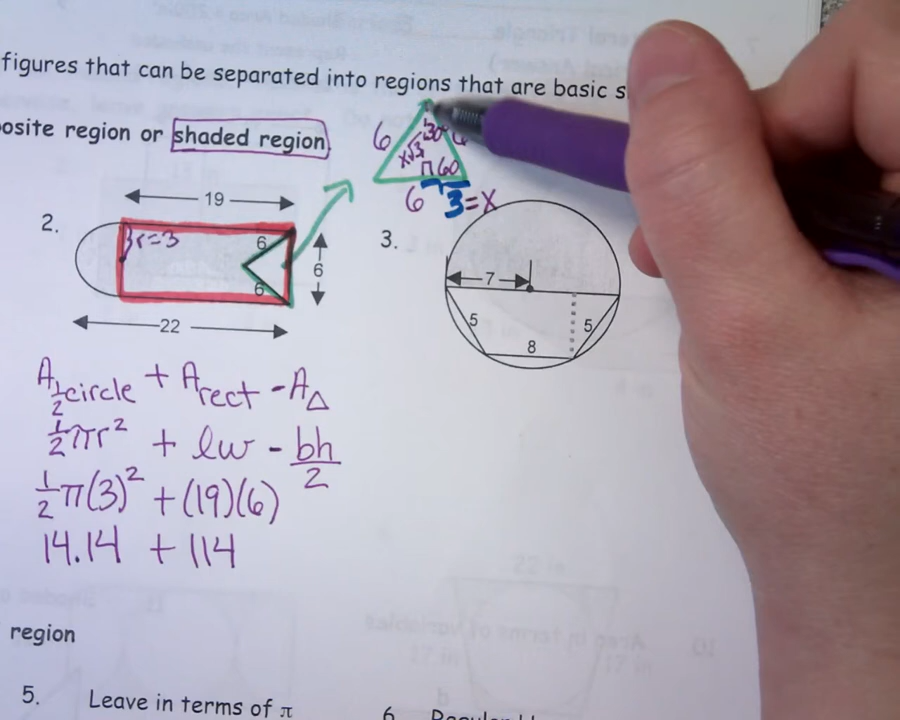 figures that can be separated into regions that are basic s
osite region or shaded region
6
30°
x√3
60
6
3=x
2.
19
r=3
6
6
6
22
3.
7
5
5
8
A½circle + Arect - A△
½πr² + lw - bh/2
½π(3)² + (19)(6)
14.14 + 114
region
5. Leave in terms of π
6